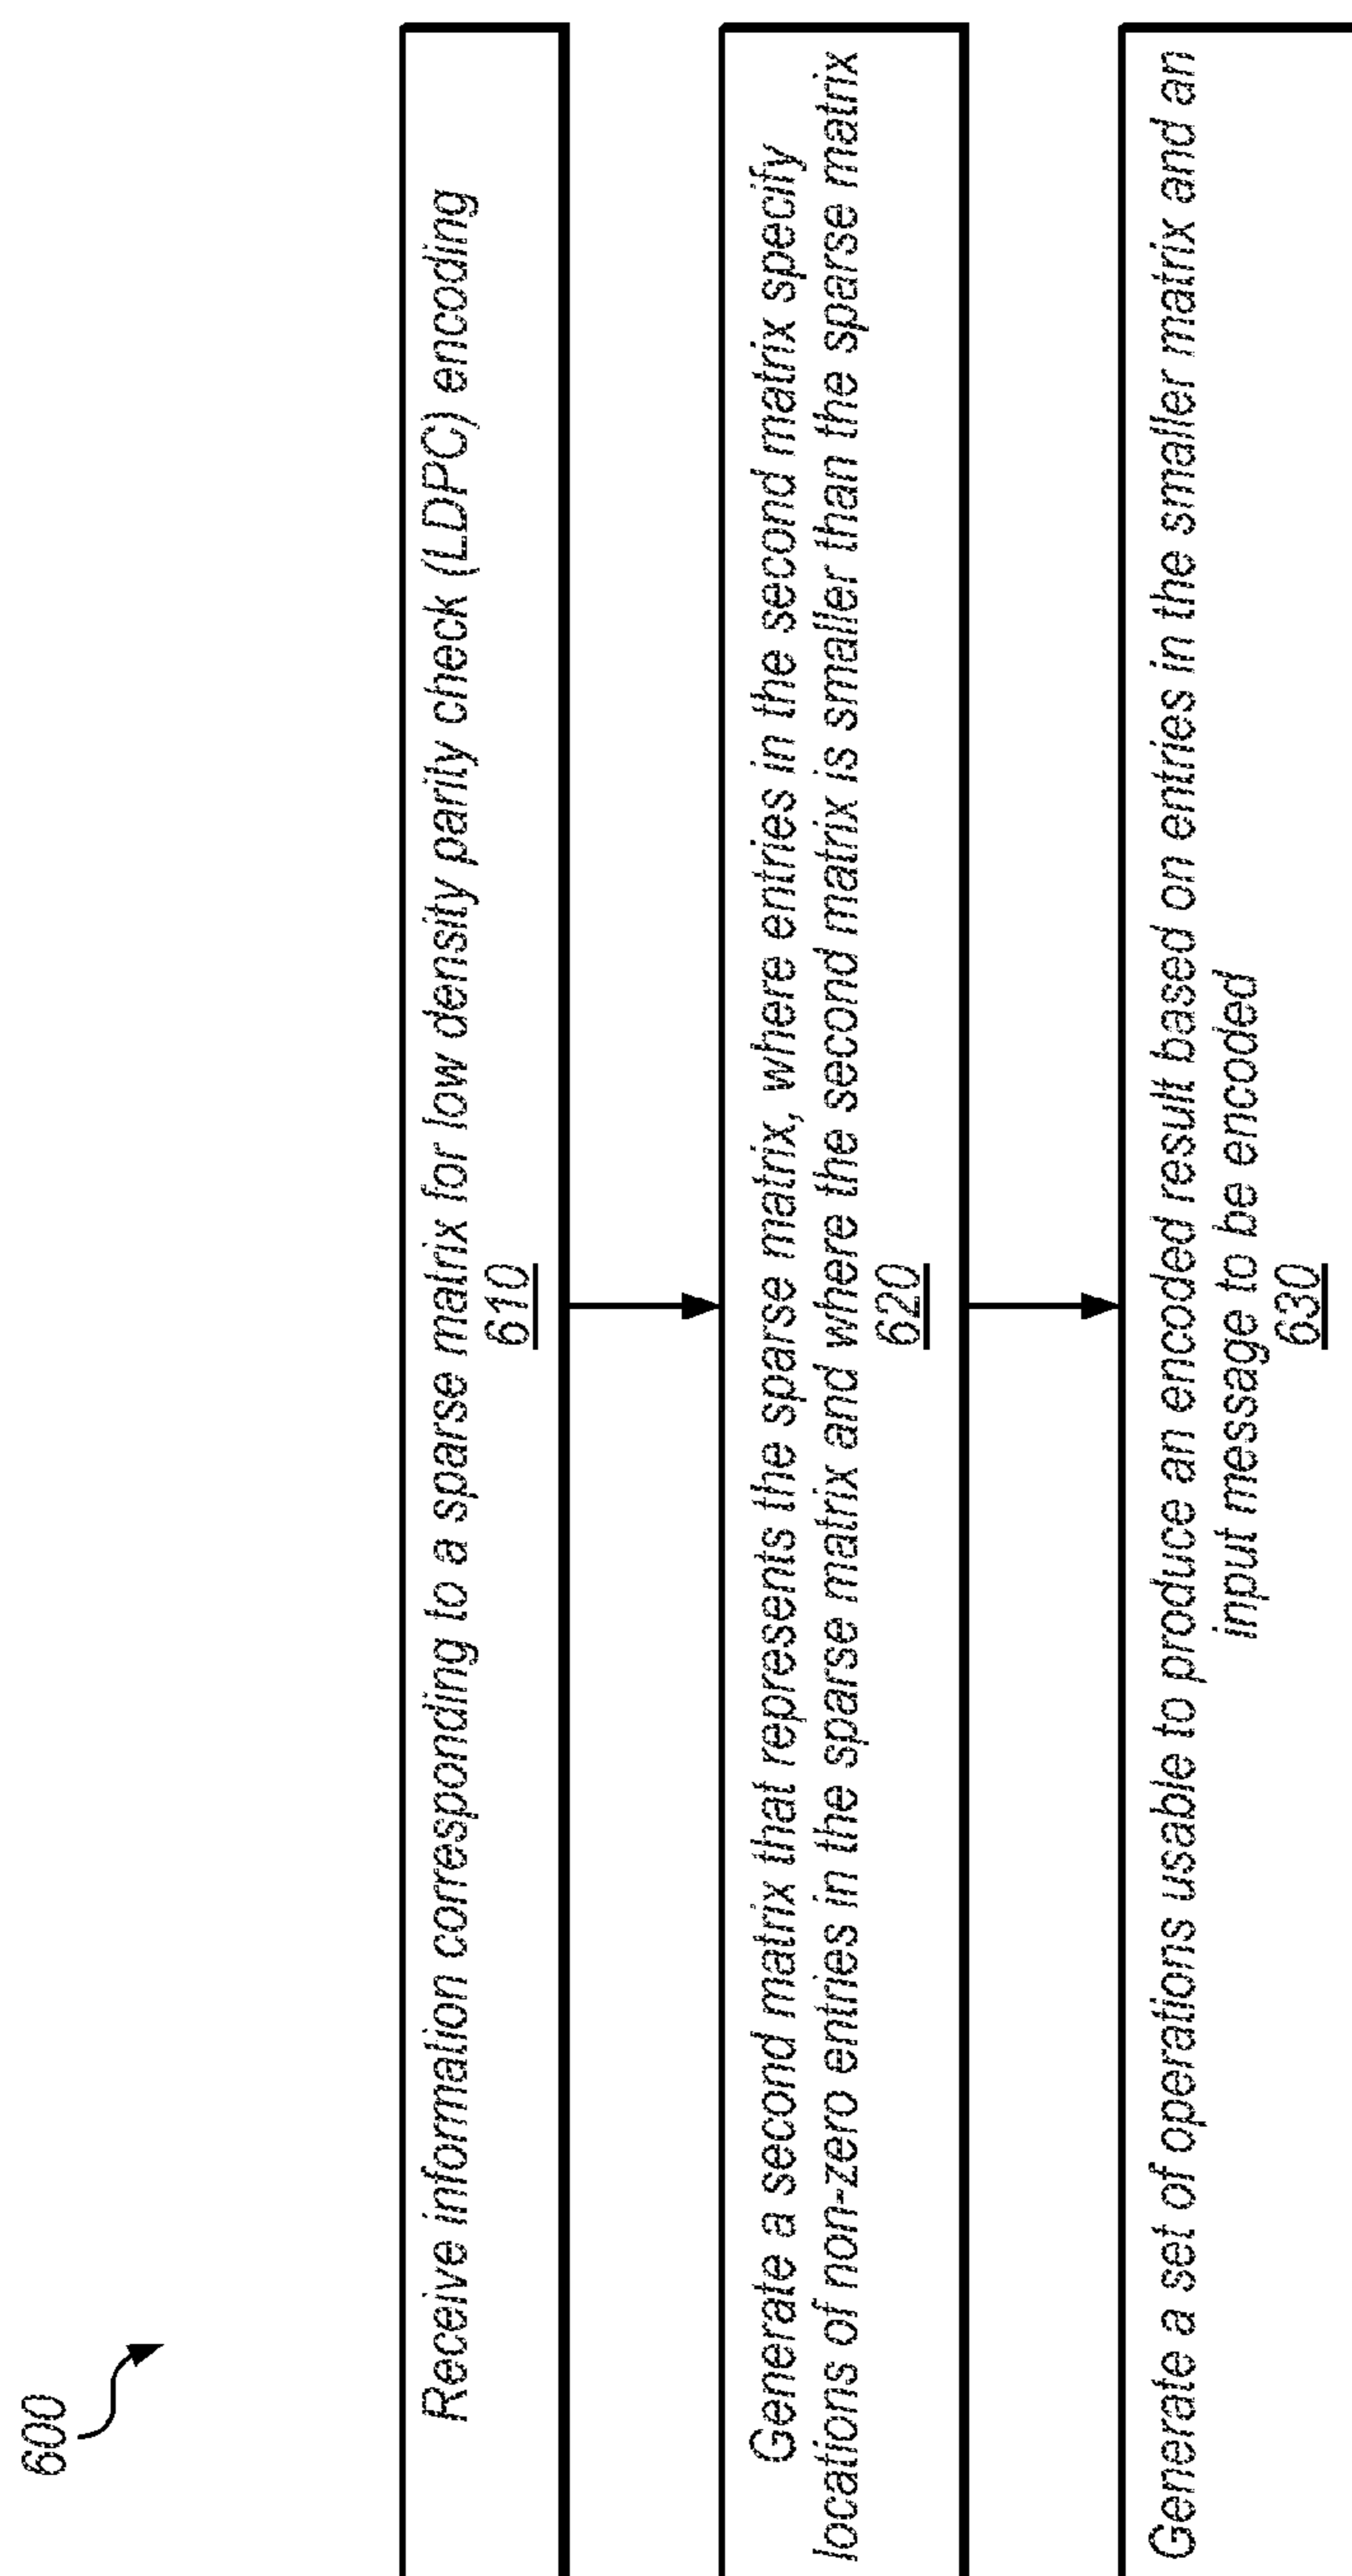 600
Receive information corresponding to a sparse matrix for low density parity check (LDPC) encoding
610
Generate a second matrix that represents the sparse matrix, where entries in the second matrix specify
locations of non-zero entries in the sparse matrix and where the second matrix is smaller than the sparse matrix
620
Generate a set of operations usable to produce an encoded result based on entries in the smaller matrix and an
input message to be encoded
630